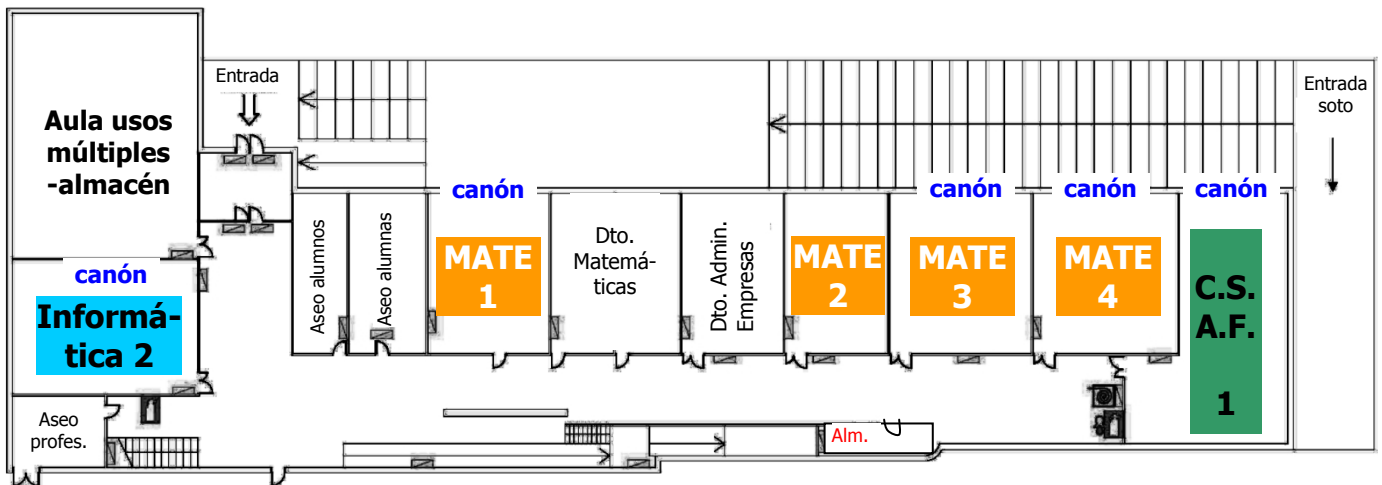 Entrada
Entrada
soto
Aula usos
múltiples
-almacén
canón
canón
canón
canón
Aseo alumnos
Aseo alumnas
MATE
1
Dto.
Matemá-
ticas
Dto. Admin.
Empresas
MATE
2
MATE
3
MATE
4
C.S.
A.F.
1
canón
Informá-
tica 2
Aseo
profes.
Alm.